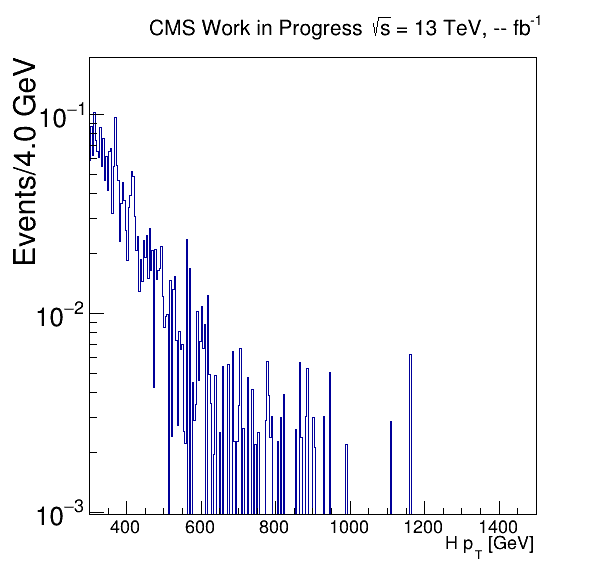 CMS Work in Progress √s = 13 TeV, -- fb⁻¹
Events/4.0 GeV
10⁻¹
10⁻²
10⁻³
400 600 800 1000 1200 1400
H p_T [GeV]